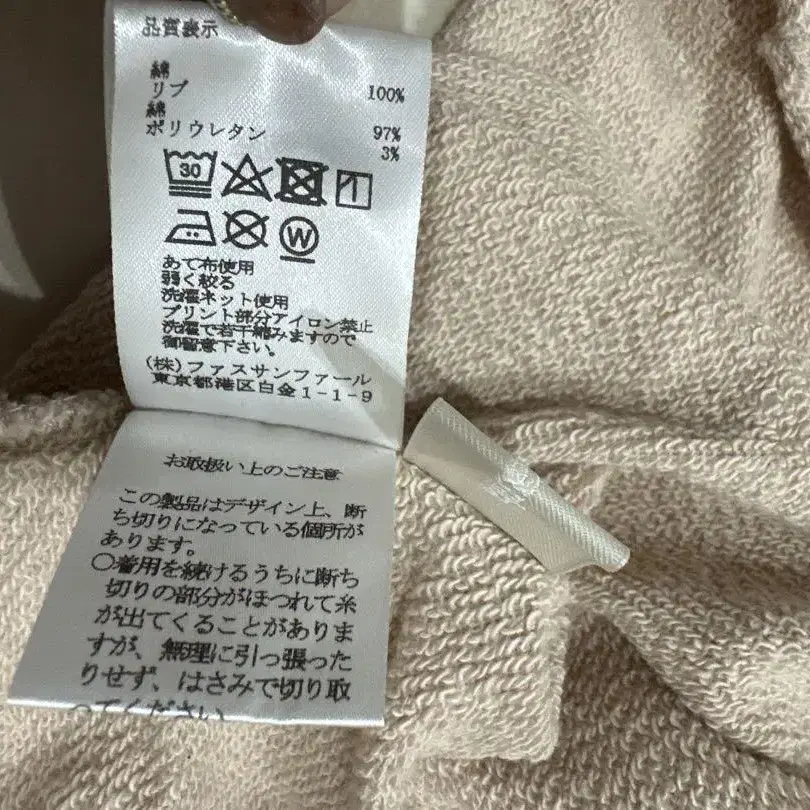 品質表示
綿
リブ 100%
綿
ポリウレタン 97%
3%
30
W
あて布使用
弱く絞る
洗濯ネット使用
プリント部分アイロン禁止
洗濯で若干縮みますので
御留意下さい。
(株)ファスサンファール
東京都港区白金1-1-9
お取扱い上のご注意
この製品はデザイン上、断
ち切りになっている個所が
あります。
○着用を続けるうちに断ち
切りの部分がほつれて糸
が出てくることがありま
すが、無理に引っ張った
りせず、はさみで切り取
ってください